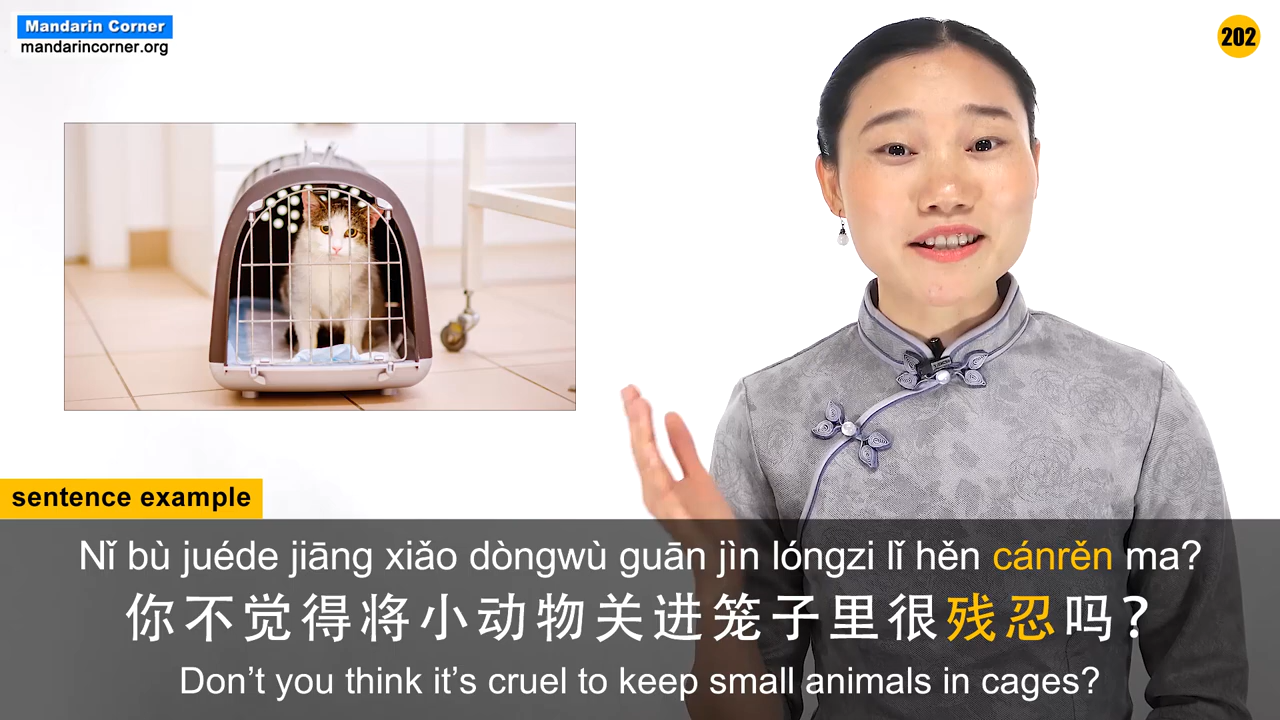 Mandarin Corner
mandarincorner.org
202
sentence example
Nǐ bù juéde jiāng xiǎo dòngwù guān jìn lóngzi lǐ hěn cánrěn ma?
你不觉得将小动物关进笼子里很残忍吗？
Don’t you think it’s cruel to keep small animals in cages?